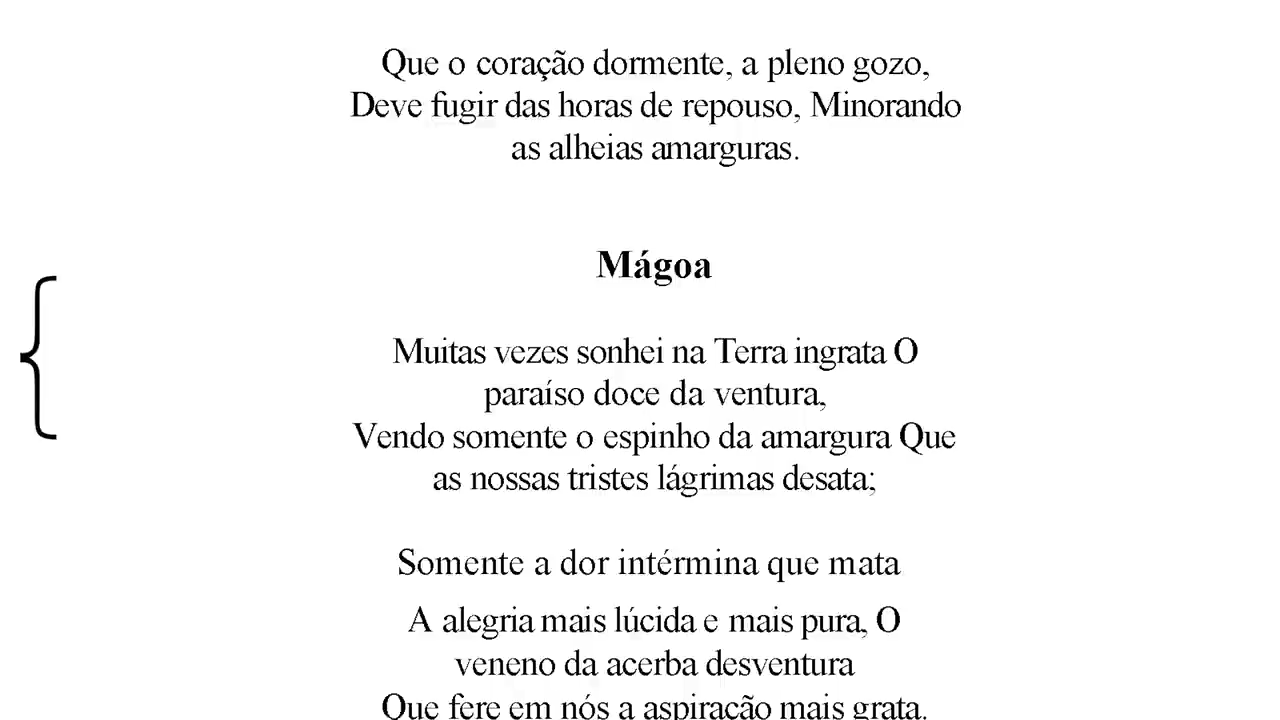 Que o coração dormente, a pleno gozo,
Deve fugir das horas de repouso, Minorando
as alheias amarguras.
Mágoa
Muitas vezes sonhei na Terra ingrata O
paraíso doce da ventura,
Vendo somente o espinho da amargura Que
as nossas tristes lágrimas desata;
Somente a dor intérmina que mata
A alegria mais lúcida e mais pura, O
veneno da acerba desventura
Que fere em nós a aspiração mais grata.